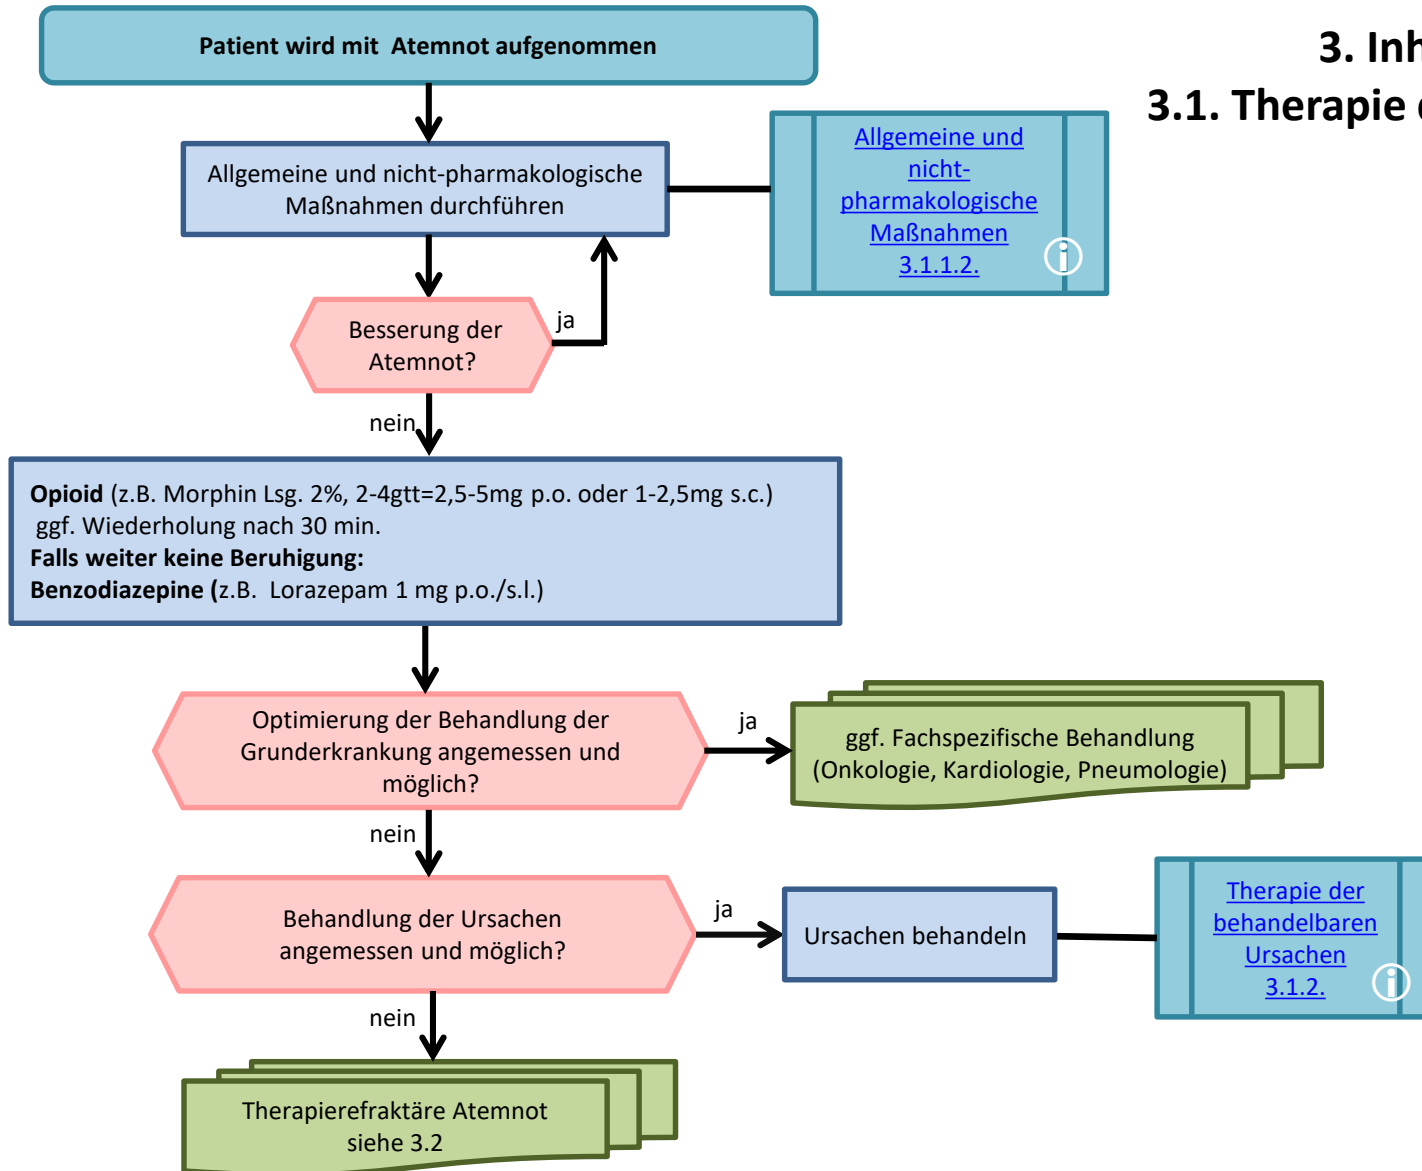 Patient wird mit Atemnot aufgenommen
3. Inh
3.1. Therapie
Allgemeine und nicht-pharmakologische
Maßnahmen durchführen
Allgemeine und
nicht-
pharmakologische
Maßnahmen
3.1.1.2.
Besserung der
Atemnot?
ja
nein
Opioid (z.B. Morphin Lsg. 2%, 2-4gtt=2,5-5mg p.o. oder 1-2,5mg s.c.)
ggf. Wiederholung nach 30 min.
Falls weiter keine Beruhigung:
Benzodiazepine (z.B. Lorazepam 1 mg p.o./s.l.)
Optimierung der Behandlung der
Grunderkrankung angemessen und
möglich?
ja
ggf. Fachspezifische Behandlung
(Onkologie, Kardiologie, Pneumologie)
nein
Behandlung der Ursachen
angemessen und möglich?
ja
Ursachen behandeln
Therapie der
behandelbaren
Ursachen
3.1.2.
nein
Therapierefraktäre Atemnot
siehe 3.2